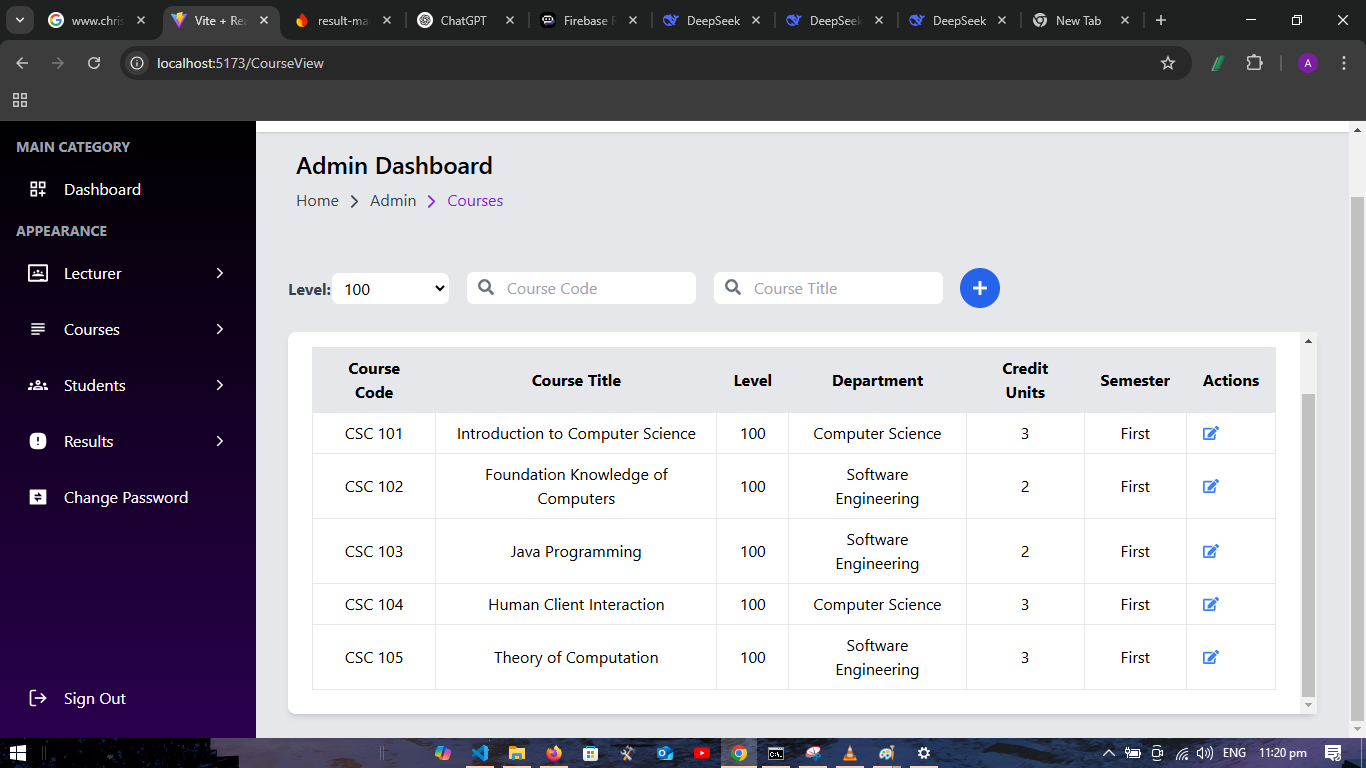 www.chris
Vite + Rea
result-ma
ChatGPT
Firebase R
DeepSeek
DeepSeek
DeepSeek
New Tab
localhost:5173/CourseView
A
MAIN CATEGORY
Dashboard
APPEARANCE
Lecturer
Courses
Students
Results
Change Password
Sign Out
Admin Dashboard
Home Admin Courses
Level: 100 Course Code Course Title
Course Title Level Department Semester Actions
Course
Code
Credit
Units
CSC 101 Introduction to Computer Science 100 Computer Science 3 First
CSC 102 Foundation Knowledge of
Computers 100 Software
Engineering 2 First
CSC 103 Java Programming 100 Software
Engineering 2 First
CSC 104 Human Client Interaction 100 Computer Science 3 First
CSC 105 Theory of Computation 100 Software
Engineering 3 First
ENG 11:20 pm